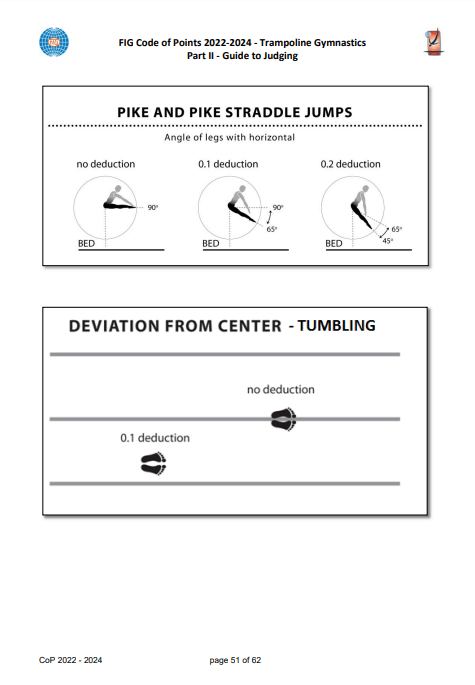 FIG Code of Points 2022-2024 - Trampoline Gymnastics
Part II - Guide to Judging
PIKE AND PIKE STRADDLE JUMPS
Angle of legs with horizontal
no deduction 0.1 deduction 0.2 deduction
90° 90° 65°
65° 45°
BED BED BED
DEVIATION FROM CENTER - TUMBLING
no deduction
0.1 deduction
CoP 2022 - 2024 page 51 of 62